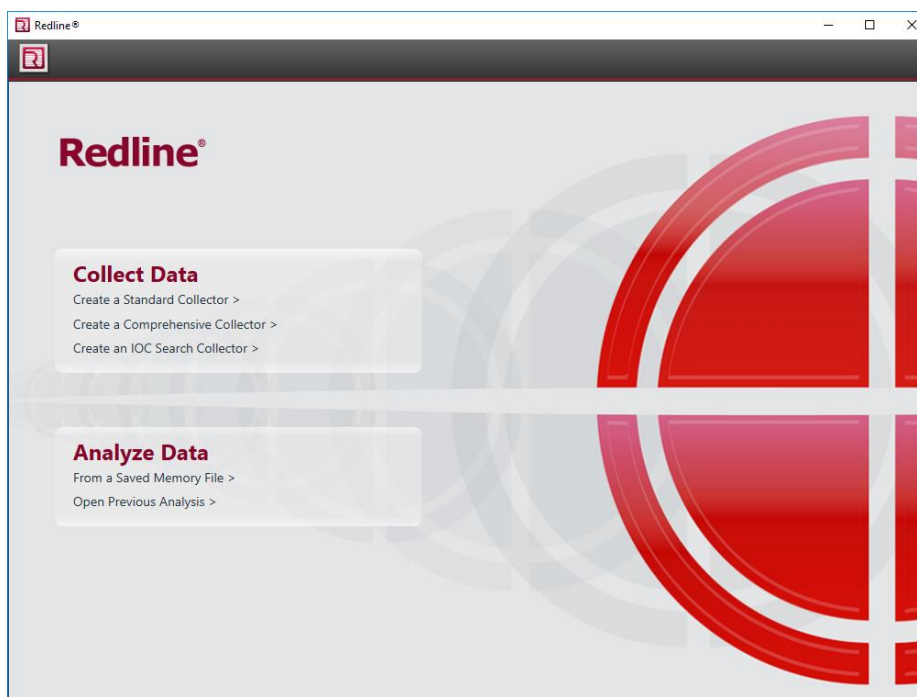 Redline®
Redline®
Collect Data
Create a Standard Collector >
Create a Comprehensive Collector >
Create an IOC Search Collector >
Analyze Data
From a Saved Memory File >
Open Previous Analysis >